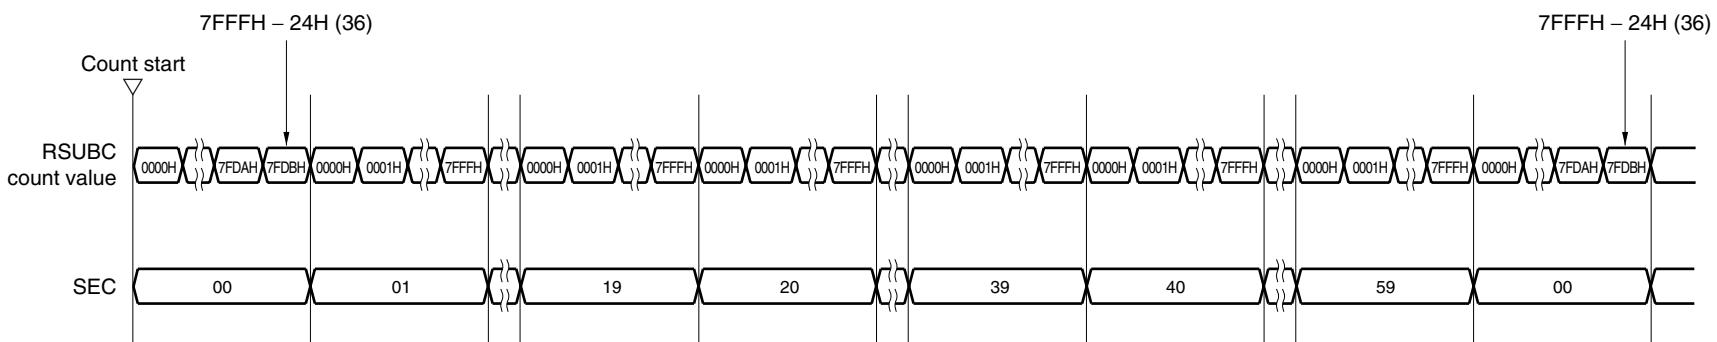 7FFFH – 24H (36)
7FFFH – 24H (36)
Count start
RSUBC
count value
0000H 7FDAH 7FDBH 0000H 0001H 7FFFH 0000H 0001H 7FFFH 0000H 0001H 7FFFH 0000H 0001H 7FFFH 0000H 0001H 7FFFH 0000H 0001H 7FFFH 0000H 7FDAH 7FDBH
SEC 00 01 19 20 39 40 59 00